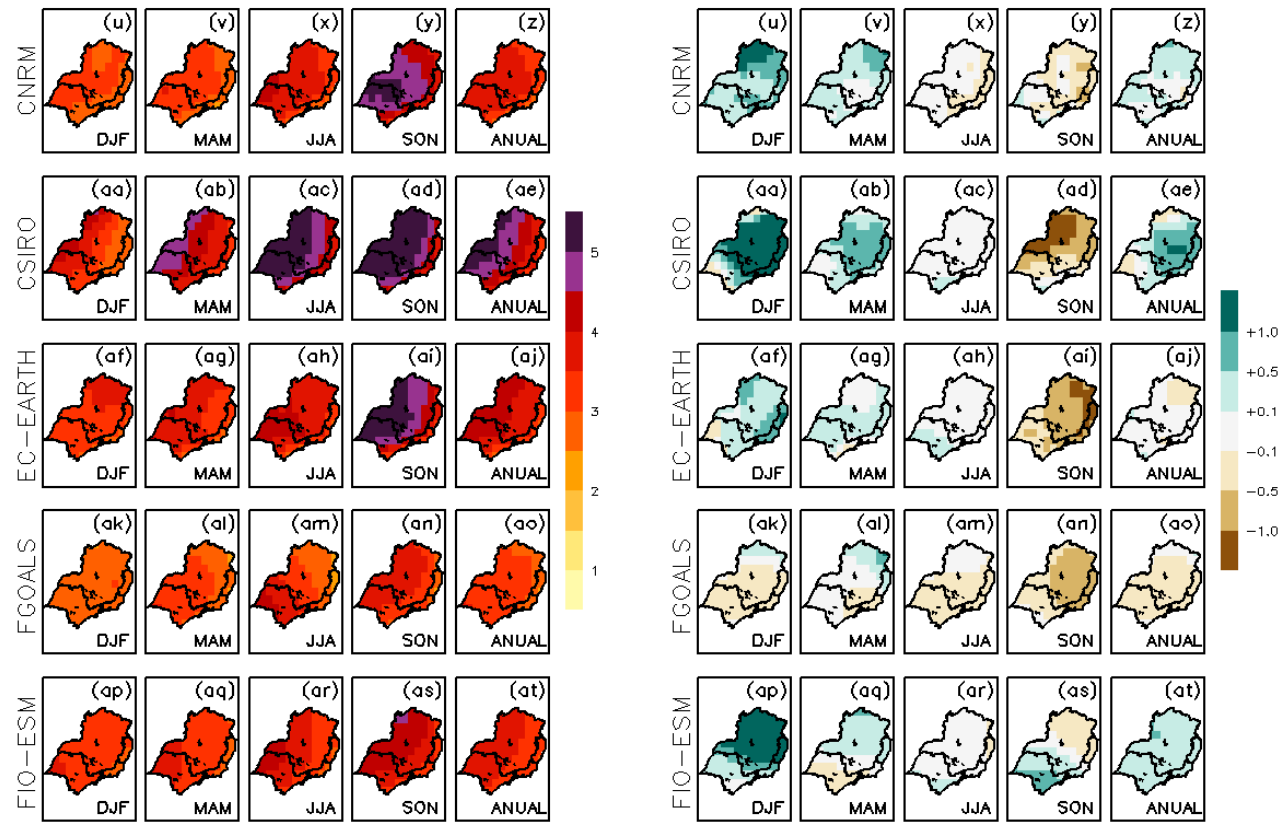 (u) (v) (x) (y) (z) (u) (v) (x) (y) (z)
CNRM CNRM
DJF MAM JJA SON ANUAL DJF MAM JJA SON ANUAL
(aa) (ab) (ac) (ad) (ae) (aa) (ab) (ac) (ad) (ae)
CSIRO CSIRO
DJF MAM JJA SON ANUAL DJF MAM JJA SON ANUAL
(af) (ag) (ah) (ai) (aj) (af) (ag) (ah) (ai) (aj)
EC-EARTH EC-EARTH
DJF MAM JJA SON ANUAL DJF MAM JJA SON ANUAL
(ak) (al) (am) (an) (ao) (ak) (al) (am) (an) (ao)
FGOALS FGOALS
DJF MAM JJA SON ANUAL DJF MAM JJA SON ANUAL
(ap) (aq) (ar) (as) (at) (ap) (aq) (ar) (as) (at)
FIO-ESM FIO-ESM
DJF MAM JJA SON ANUAL DJF MAM JJA SON ANUAL
5
4
3
2
1
+1.0
+0.5
+0.1
-0.1
-0.5
-1.0